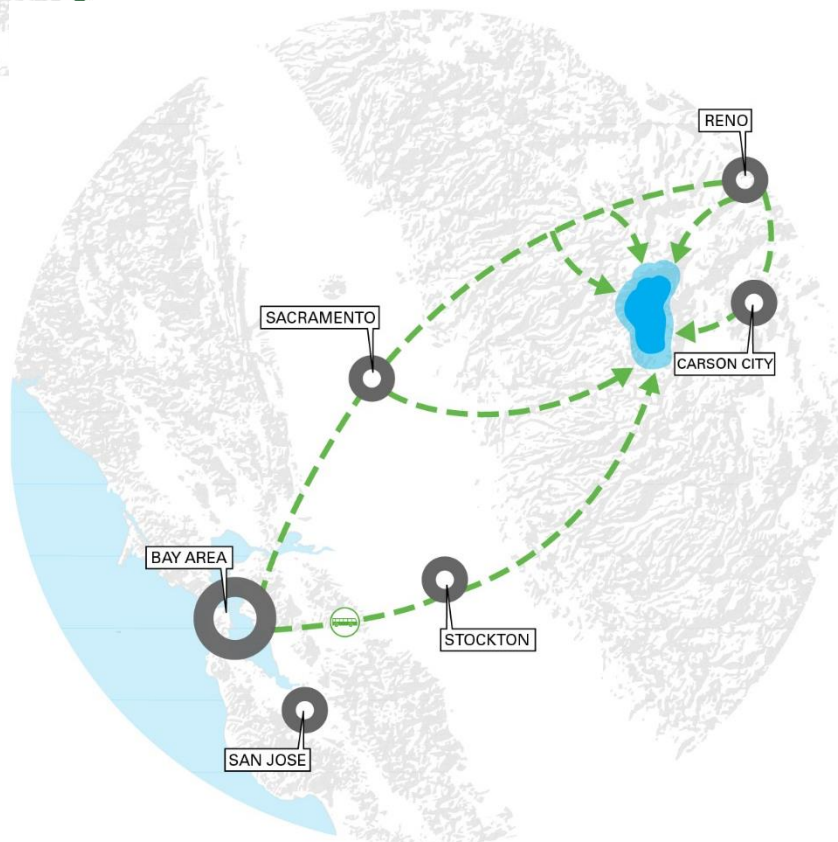 RENO
SACRAMENTO
CARSON CITY
BAY AREA
STOCKTON
SAN JOSE